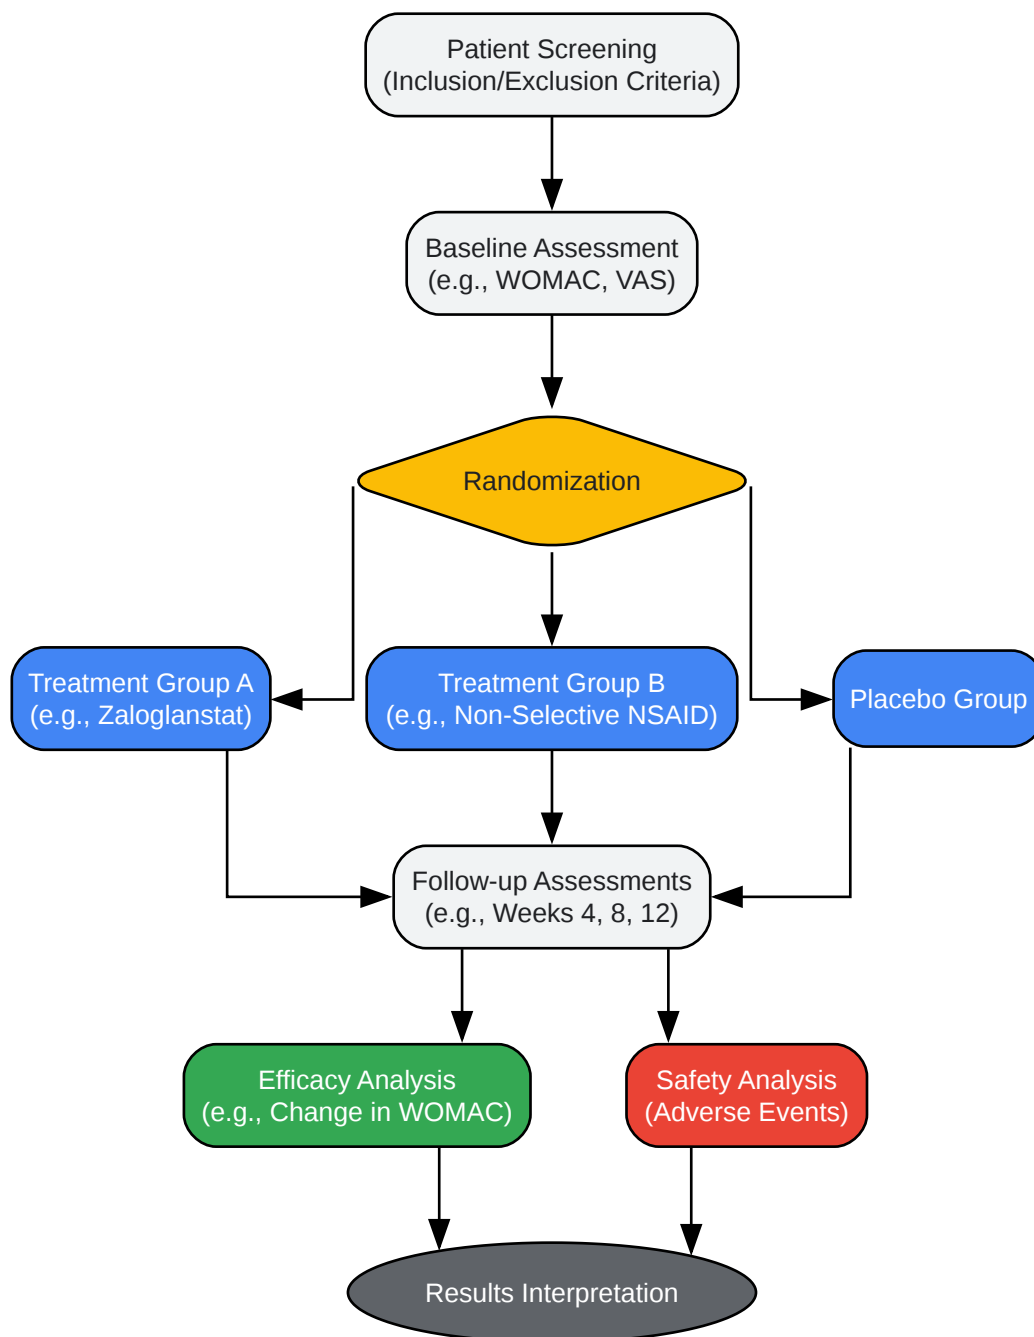 Patient Screening
(Inclusion/Exclusion Criteria)
Baseline Assessment
(e.g., WOMAC, VAS)
Randomization
Treatment Group A
(e.g., Zaloglanstat)
Treatment Group B
(e.g., Non-Selective NSAID)
Placebo Group
Follow-up Assessments
(e.g., Weeks 4, 8, 12)
Efficacy Analysis
(e.g., Change in WOMAC)
Safety Analysis
(Adverse Events)
Results Interpretation